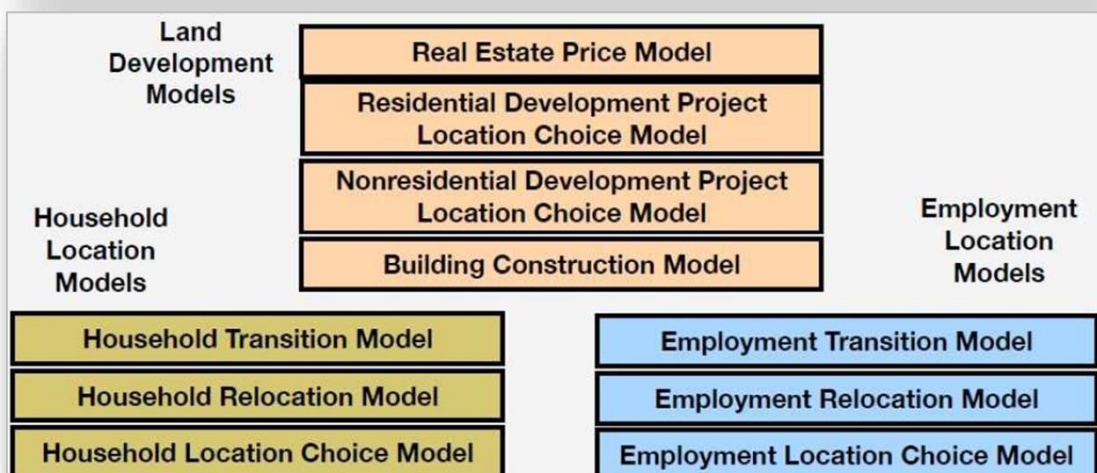 Land
Development
Models
Real Estate Price Model
Residential Development Project
Location Choice Model
Nonresidential Development Project
Location Choice Model
Building Construction Model
Household
Location
Models
Employment
Location
Models
Household Transition Model
Household Relocation Model
Household Location Choice Model
Employment Transition Model
Employment Relocation Model
Employment Location Choice Model